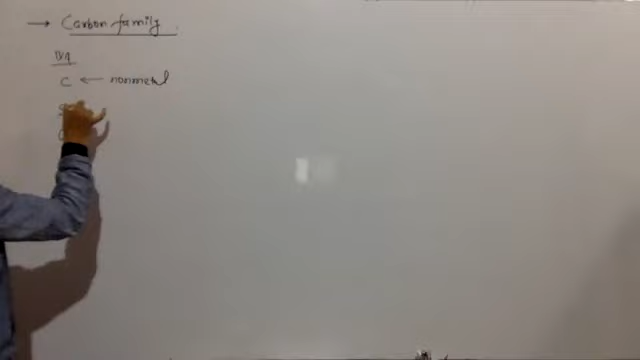 → Carbon family
IVA
C ← nonmetal